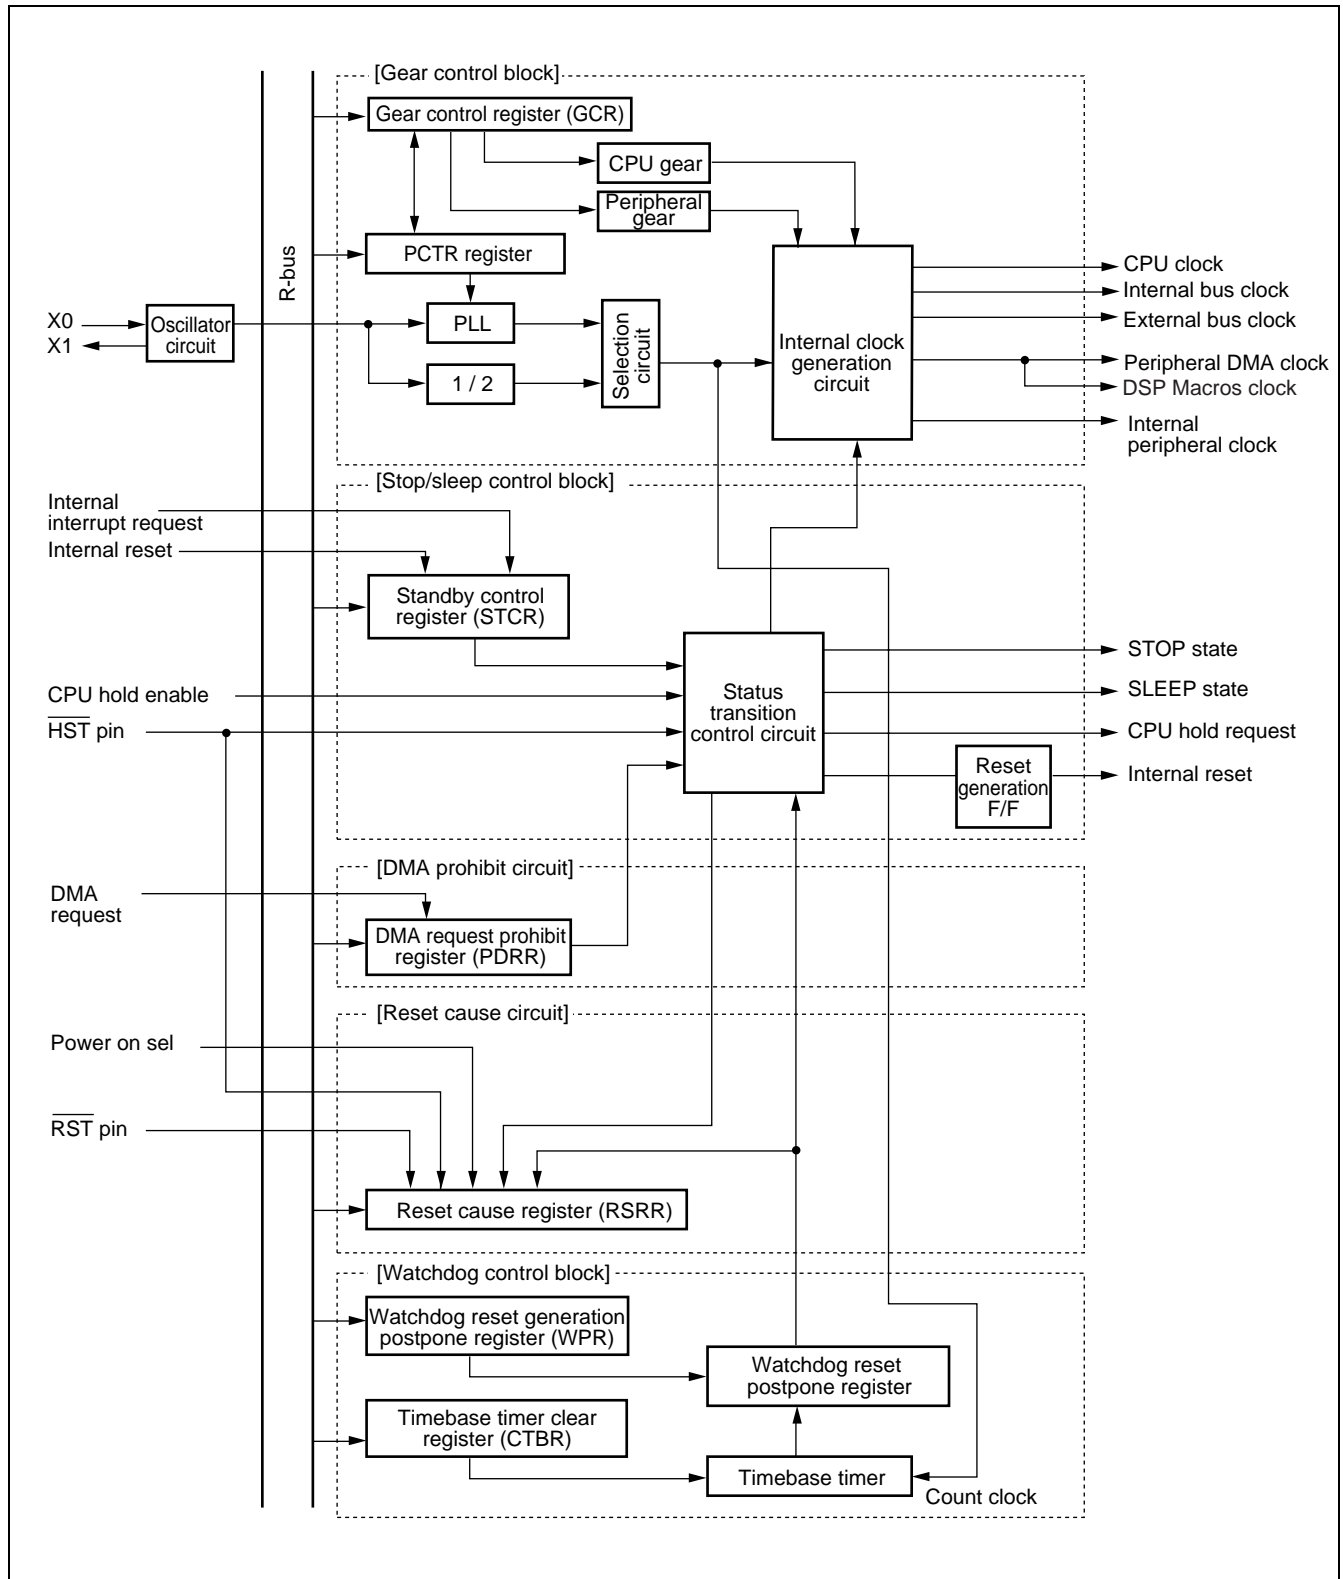 [Gear control block]
Gear control register (GCR)
CPU gear
Peripheral
gear
R-bus
PCTR register
X0
X1
Oscillator
circuit
PLL
1 / 2
Selection
circuit
Internal clock
generation
circuit
CPU clock
Internal bus clock
External bus clock
Peripheral DMA clock
DSP Macros clock
Internal
peripheral clock
[Stop/sleep control block]
Internal
interrupt request
Internal reset
Standby control
register (STCR)
CPU hold enable
HST pin
Status
transition
control circuit
STOP state
SLEEP state
CPU hold request
Reset
generation
F/F
Internal reset
[DMA prohibit circuit]
DMA
request
DMA request prohibit
register (PDRR)
[Reset cause circuit]
Power on sel
RST pin
Reset cause register (RSRR)
[Watchdog control block]
Watchdog reset generation
postpone register (WPR)
Watchdog reset
postpone register
Timebase timer clear
register (CTBR)
Timebase timer
Count clock